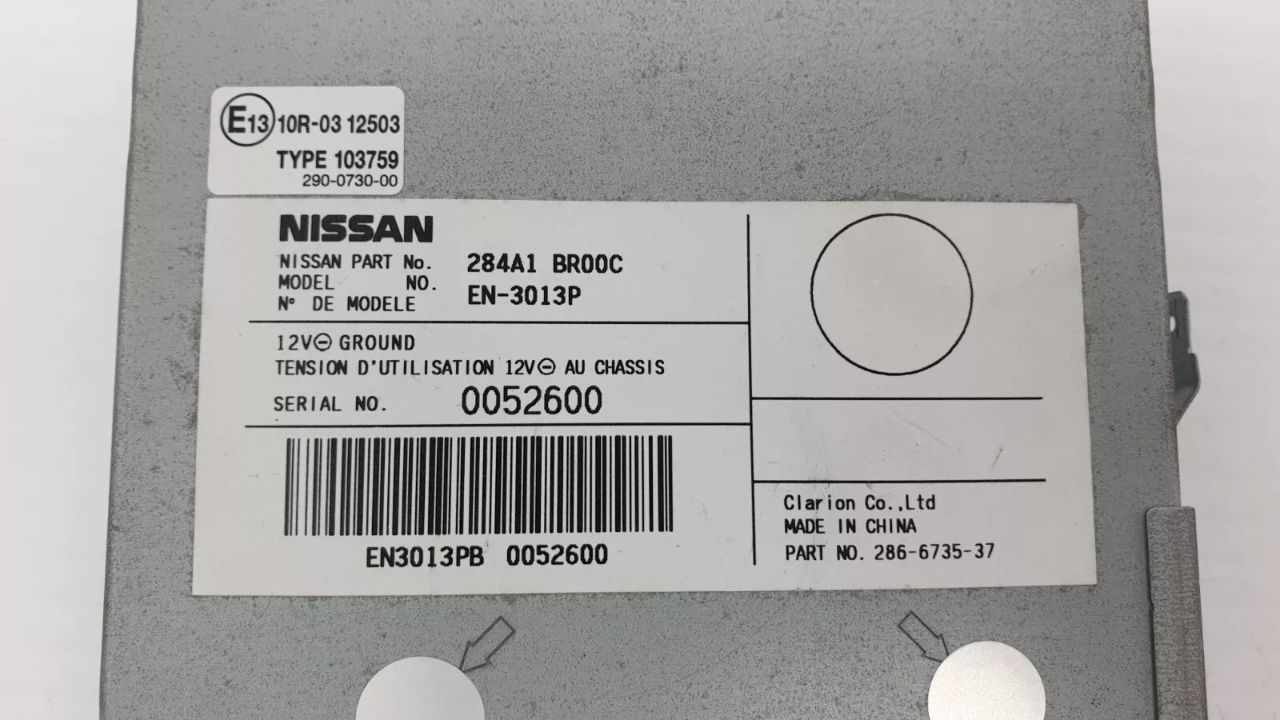 E13 10R-03 12503
TYPE 103759
290-0730-00
NISSAN
NISSAN PART No. 284A1 BR00C
MODEL NO. EN-3013P
N° DE MODELE
12V⊖ GROUND
TENSION D'UTILISATION 12V⊖ AU CHASSIS
SERIAL NO. 0052600
EN3013PB 0052600
Clarion Co.,Ltd
MADE IN CHINA
PART NO. 286-6735-37